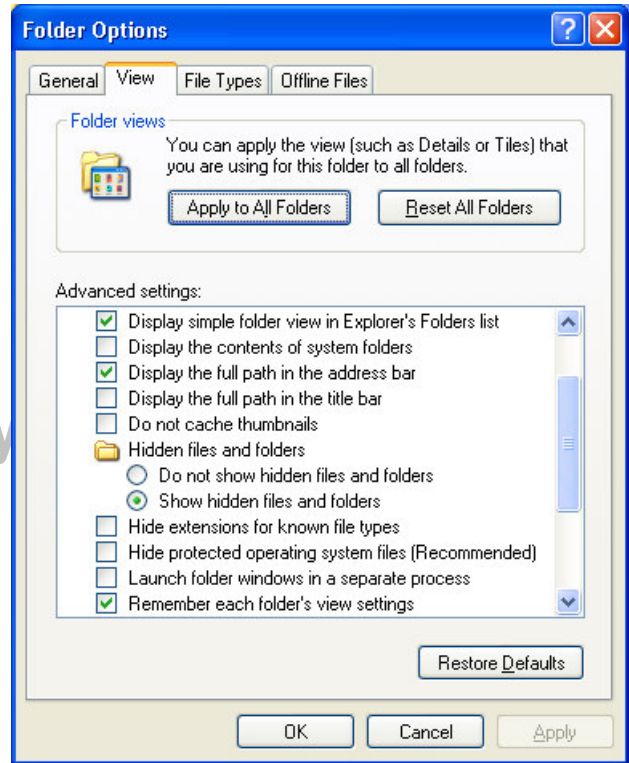 Folder Options
General View File Types Offline Files
Folder views
You can apply the view (such as Details or Tiles) that
you are using for this folder to all folders.
Apply to All Folders Reset All Folders
Advanced settings:
Display simple folder view in Explorer's Folders list
Display the contents of system folders
Display the full path in the address bar
Display the full path in the title bar
Do not cache thumbnails
Hidden files and folders
Do not show hidden files and folders
Show hidden files and folders
Hide extensions for known file types
Hide protected operating system files (Recommended)
Launch folder windows in a separate process
Remember each folder's view settings
Restore Defaults
OK Cancel Apply